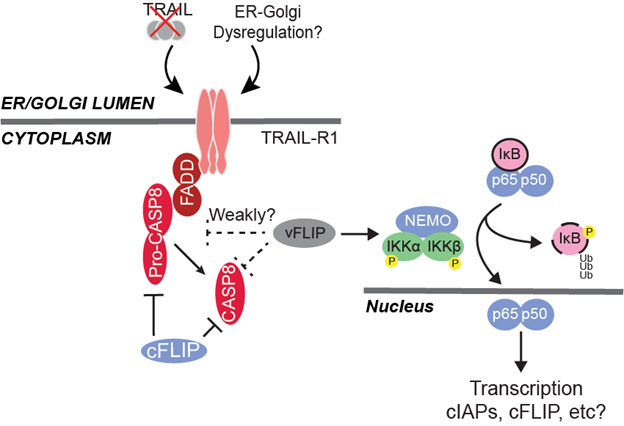 TRAIL
ER-Golgi
Dysregulation?
ER/GOLGI LUMEN
CYTOPLASM
TRAIL-R1
FADD
Pro-CASP8
Weakly?
vFLIP
CASP8
cFLIP
NEMO
IKKα IKKβ
P
P
IκB
p65 p50
IκB
P
Ub
Ub
Ub
Nucleus
p65 p50
Transcription
cIAPs, cFLIP, etc?